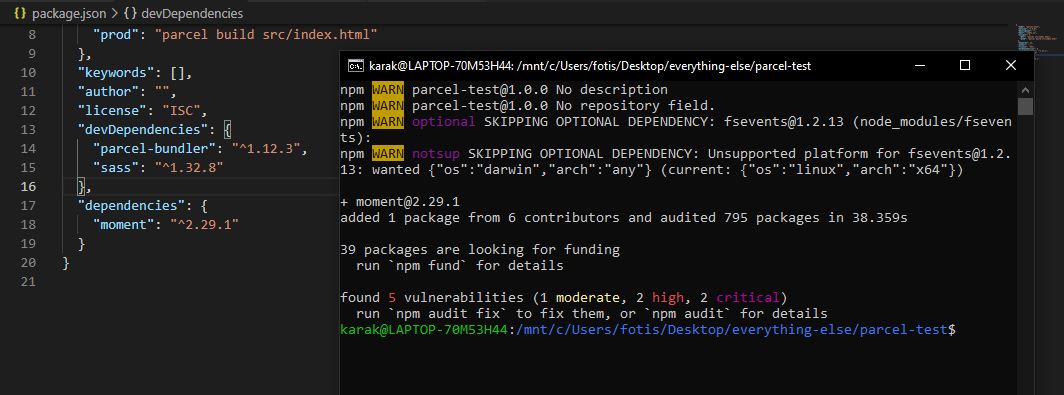 package.json > {} devDependencies
8 "prod": "parcel build src/index.html"
9 },
10 "keywords": [],
11 "author": "",
12 "license": "ISC",
13 "devDependencies": {
14 "parcel-bundler": "^1.12.3",
15 "sass": "^1.32.8"
16 },
17 "dependencies": {
18 "moment": "^2.29.1"
19 }
20 }
21
karak@LAPTOP-70M53H44: /mnt/c/Users/fotis/Desktop/everything-else/parcel-test
npm WARN parcel-test@1.0.0 No description
npm WARN parcel-test@1.0.0 No repository field.
npm WARN optional SKIPPING OPTIONAL DEPENDENCY: fsevents@1.2.13 (node_modules/fseven
ts):
npm WARN notsup SKIPPING OPTIONAL DEPENDENCY: Unsupported platform for fsevents@1.2.
13: wanted {"os":"darwin","arch":"any"} (current: {"os":"linux","arch":"x64"})
+ moment@2.29.1
added 1 package from 6 contributors and audited 795 packages in 38.359s
39 packages are looking for funding
run `npm fund` for details
found 5 vulnerabilities (1 moderate, 2 high, 2 critical)
run `npm audit fix` to fix them, or `npm audit` for details
karak@LAPTOP-70M53H44:/mnt/c/Users/fotis/Desktop/everything-else/parcel-test$